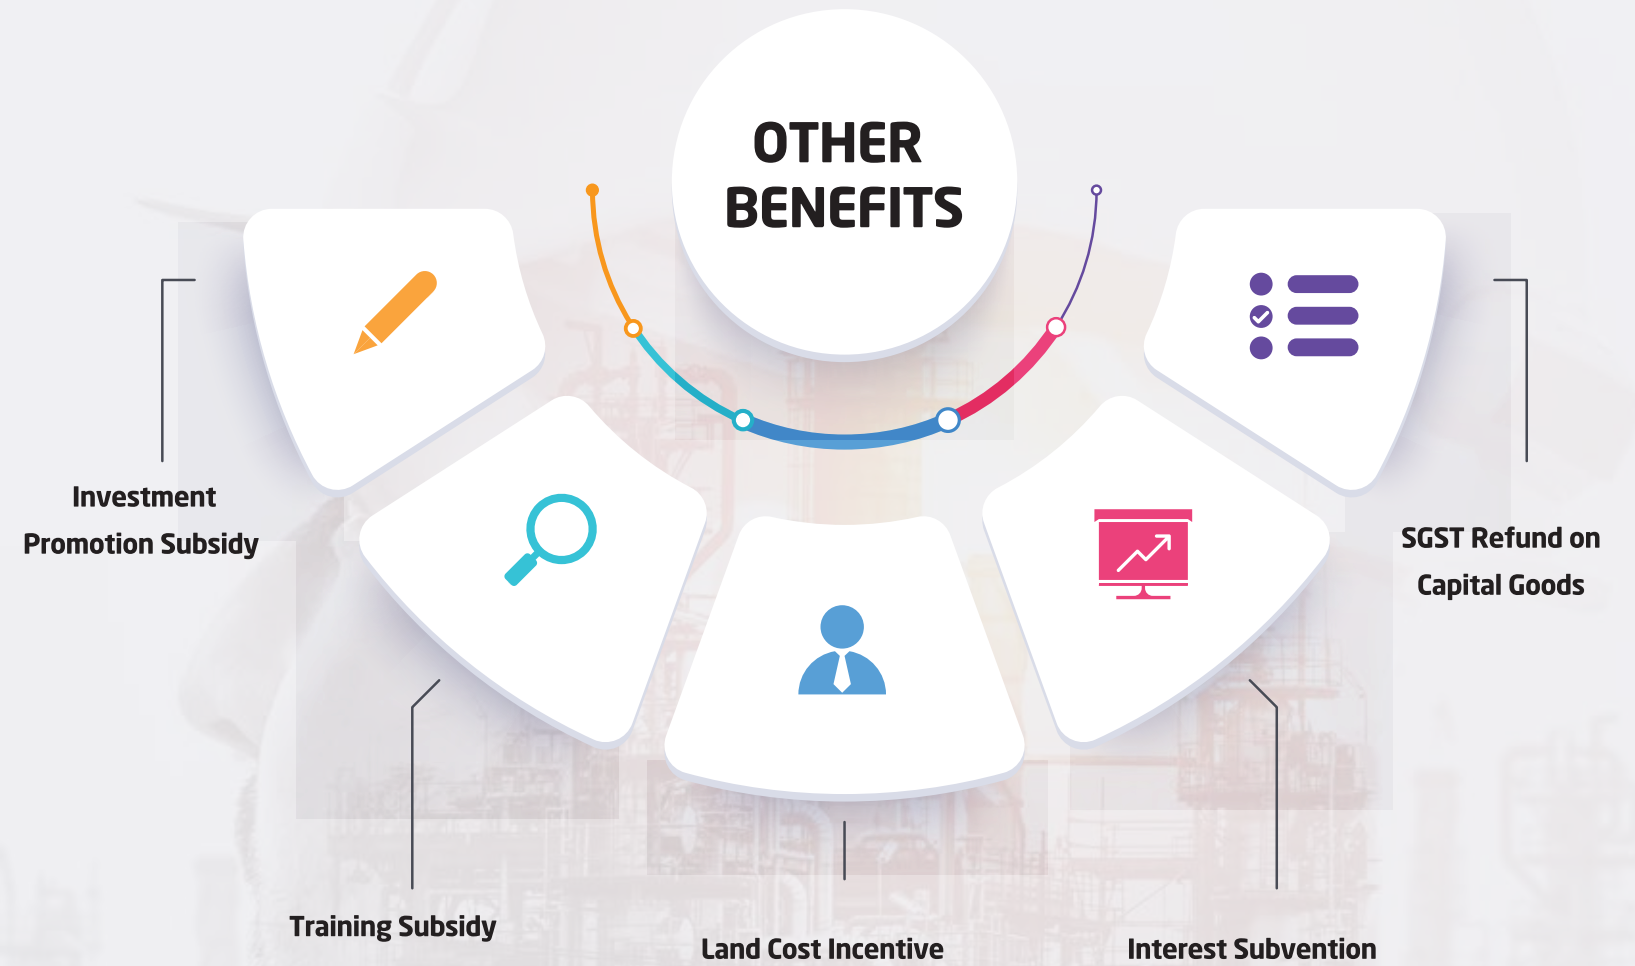 OTHER
BENEFITS
Investment
Promotion Subsidy
Training Subsidy
Land Cost Incentive
Interest Subvention
SGST Refund on
Capital Goods